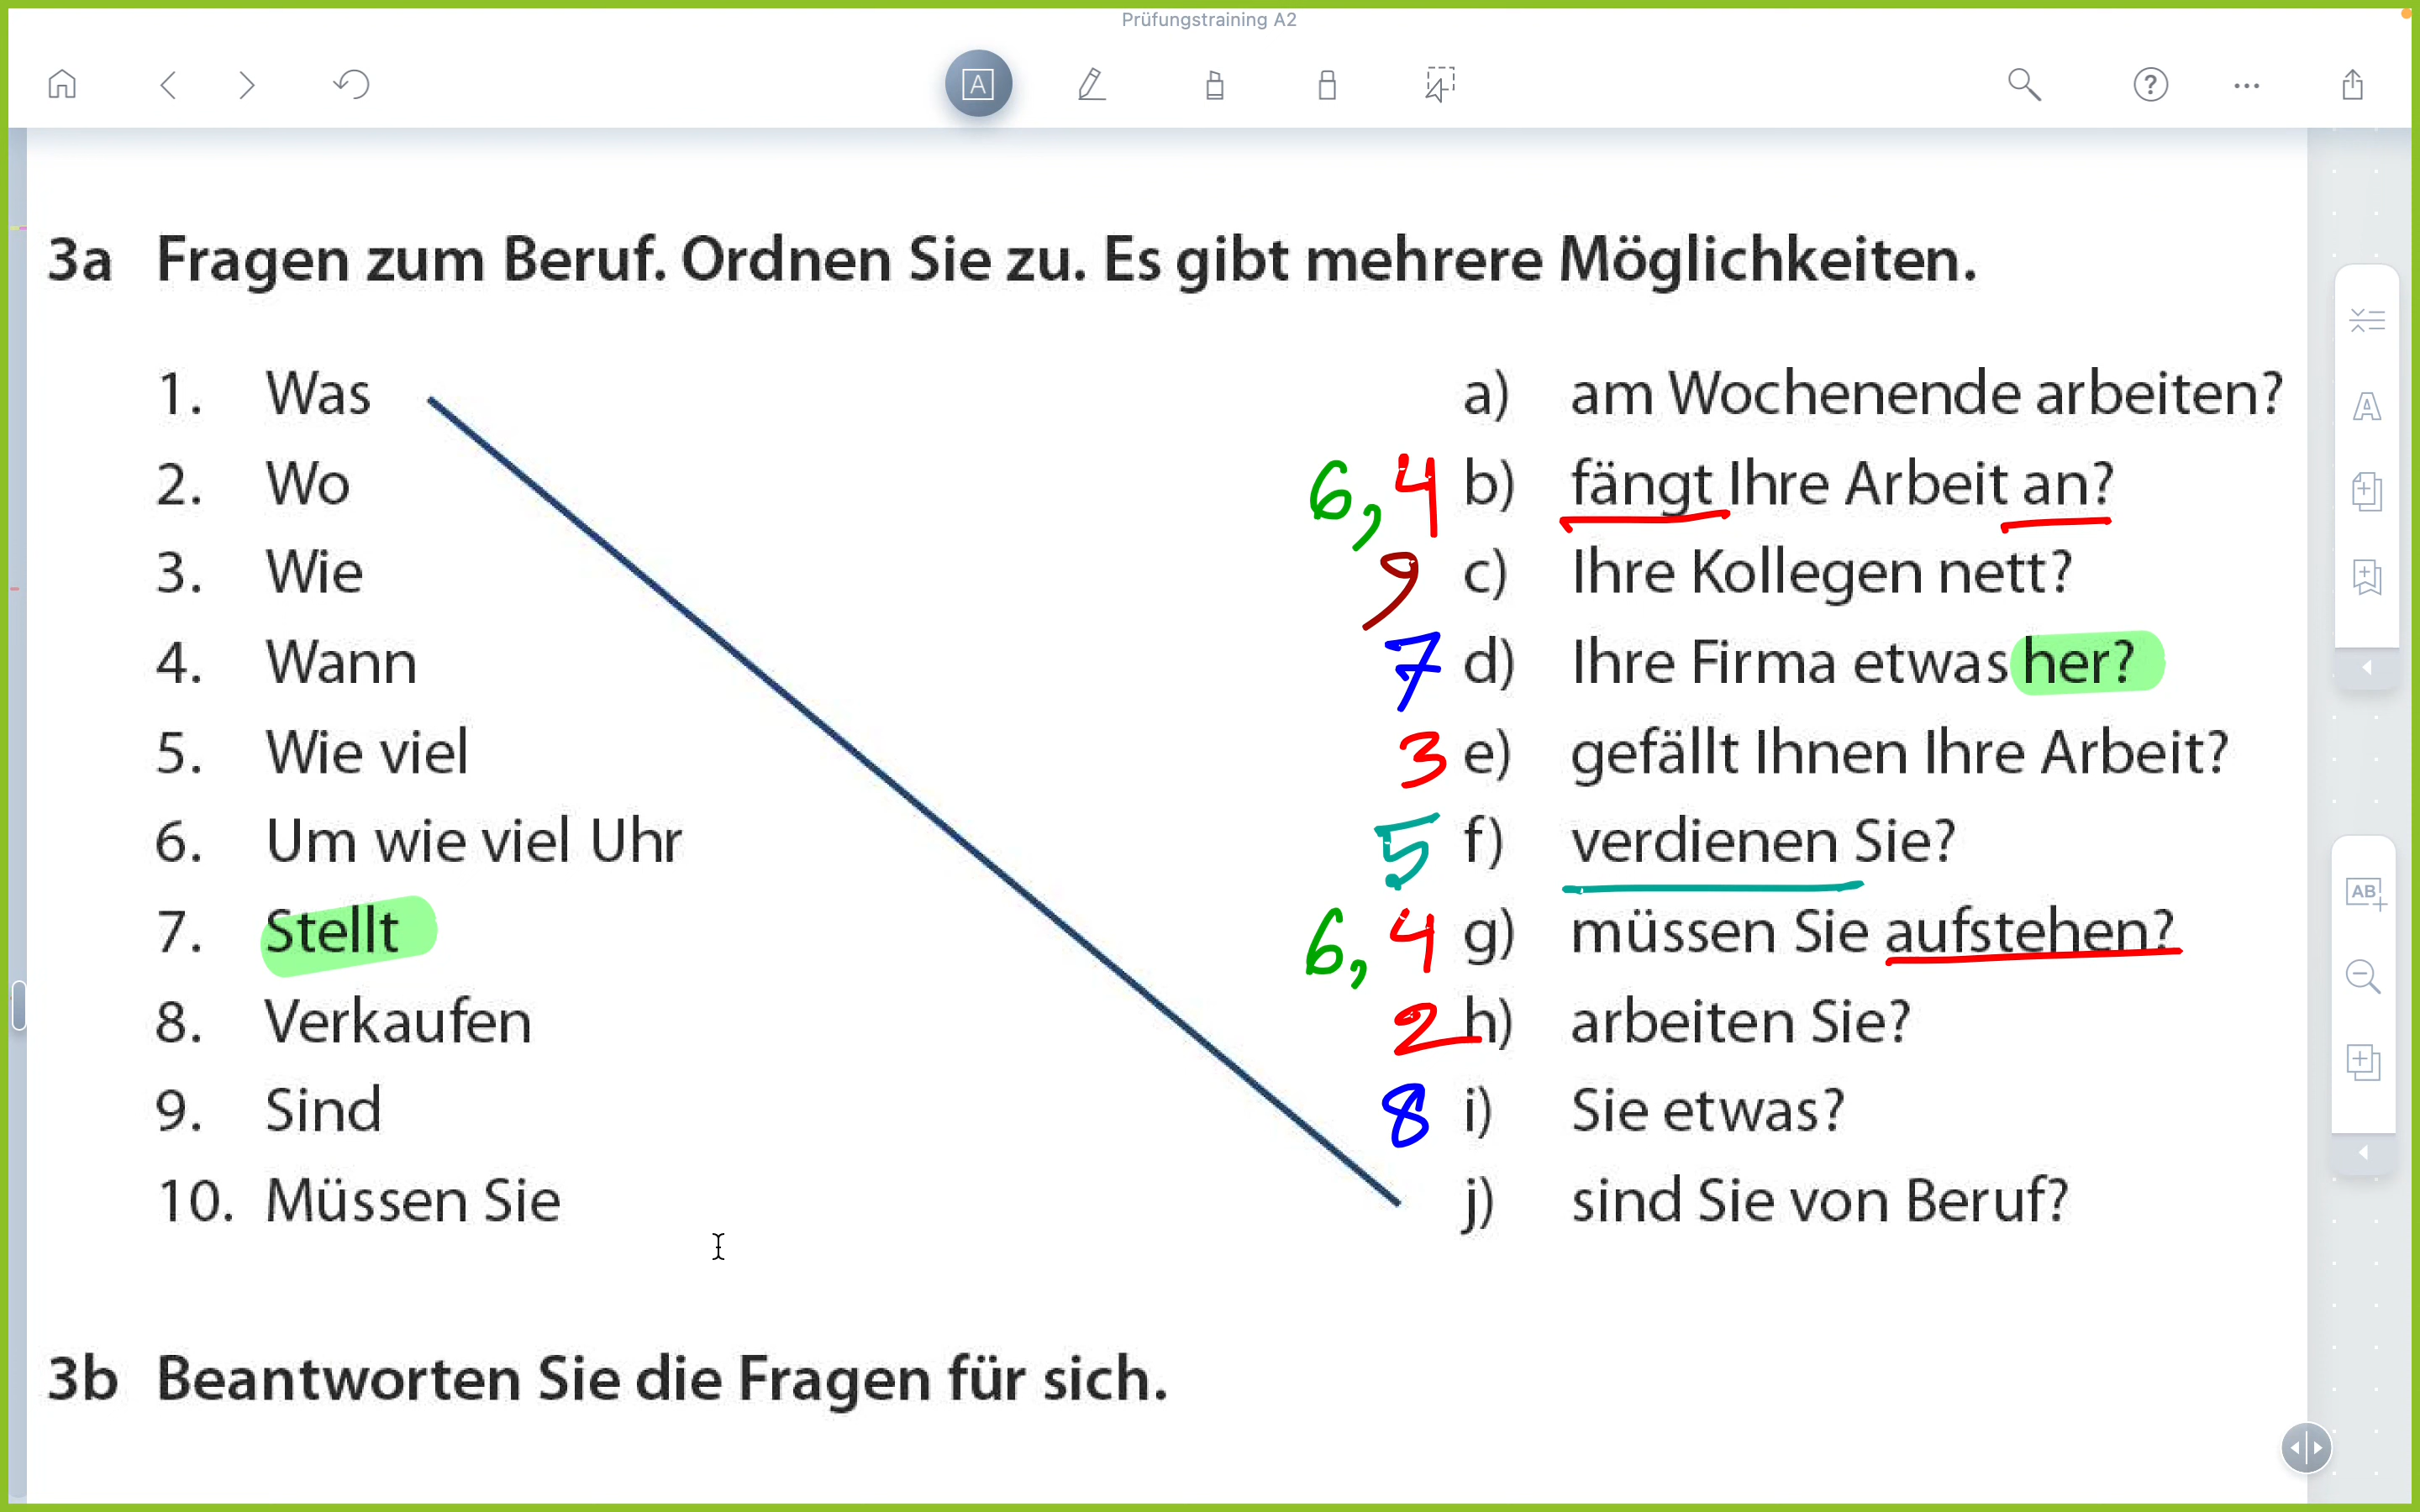 Prüfungstraining A2
3a Fragen zum Beruf. Ordnen Sie zu. Es gibt mehrere Möglichkeiten.
1. Was
2. Wo
3. Wie
4. Wann
5. Wie viel
6. Um wie viel Uhr
7. Stellt
8. Verkaufen
9. Sind
10. Müssen Sie
a) am Wochenende arbeiten?
6, 4 b) fängt Ihre Arbeit an?
9 c) Ihre Kollegen nett?
7 d) Ihre Firma etwas her?
3 e) gefällt Ihnen Ihre Arbeit?
5 f) verdienen Sie?
6, 4 g) müssen Sie aufstehen?
2 h) arbeiten Sie?
8 i) Sie etwas?
j) sind Sie von Beruf?
3b Beantworten Sie die Fragen für sich.